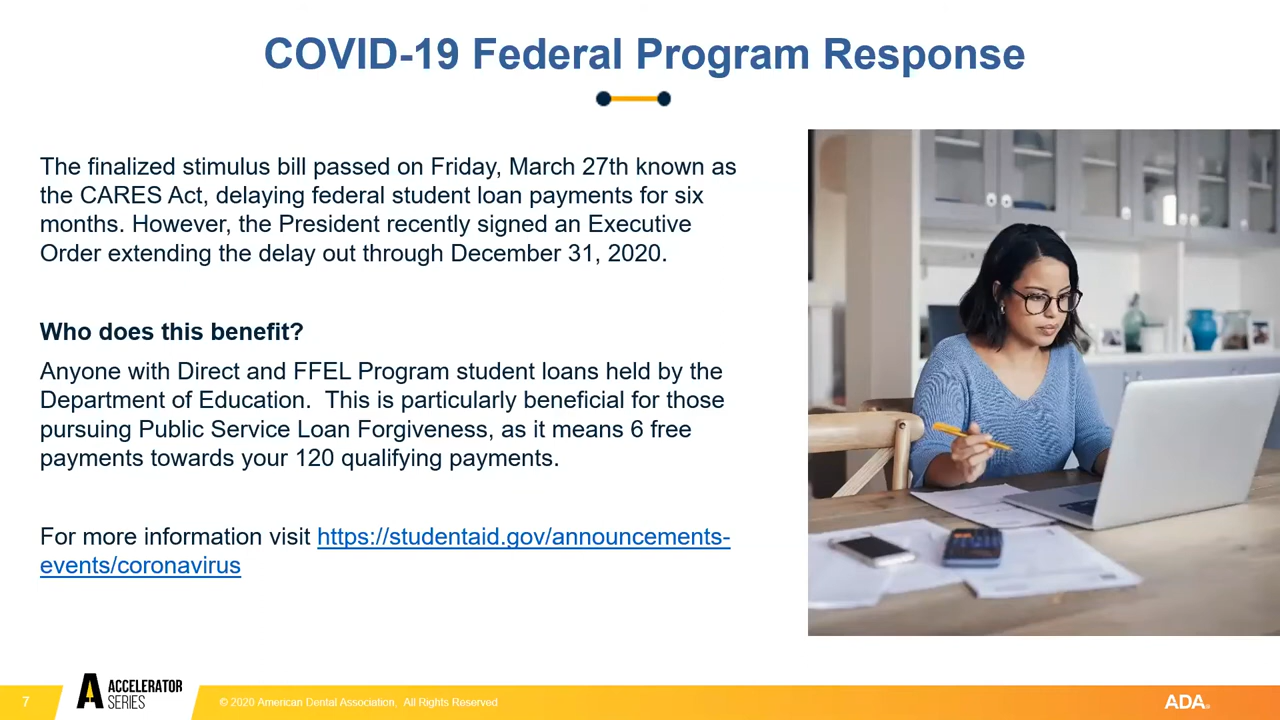 COVID-19 Federal Program Response
The finalized stimulus bill passed on Friday, March 27th known as
the CARES Act, delaying federal student loan payments for six
months. However, the President recently signed an Executive
Order extending the delay out through December 31, 2020.
Who does this benefit?
Anyone with Direct and FFEL Program student loans held by the
Department of Education.  This is particularly beneficial for those
pursuing Public Service Loan Forgiveness, as it means 6 free
payments towards your 120 qualifying payments.
For more information visit https://studentaid.gov/announcements-
events/coronavirus
7
ACCELERATOR
SERIES
© 2020 American Dental Association, All Rights Reserved
ADA.